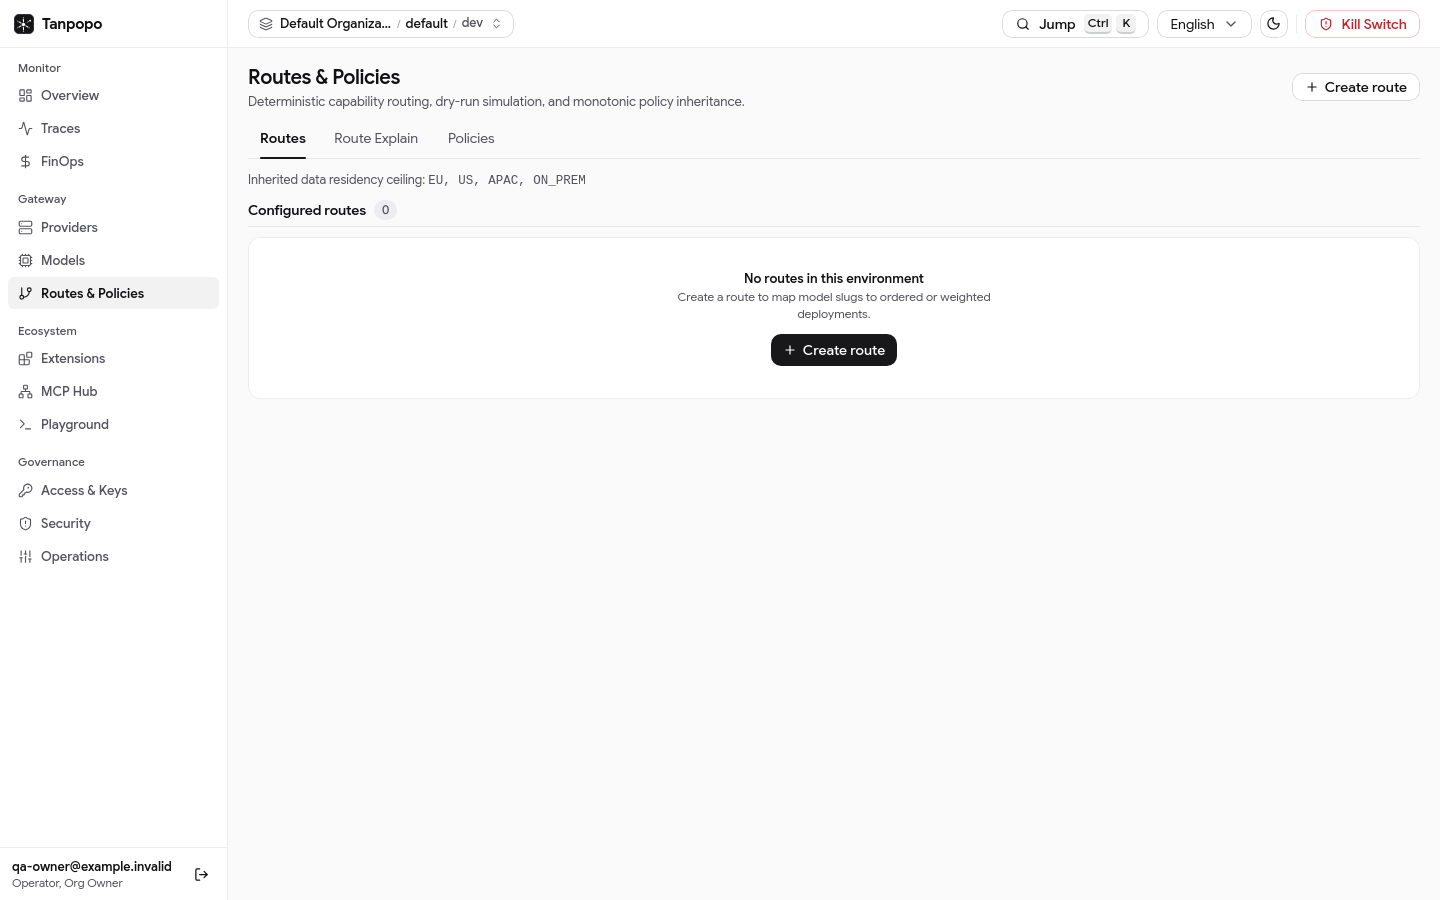 Tanpopo
Default Organiza... / default / dev
Jump Ctrl K
English
Kill Switch
Monitor
Overview
Traces
FinOps
Gateway
Providers
Models
Routes & Policies
Ecosystem
Extensions
MCP Hub
Playground
Governance
Access & Keys
Security
Operations
qa-owner@example.invalid
Operator, Org Owner
Routes & Policies
Deterministic capability routing, dry-run simulation, and monotonic policy inheritance.
Create route
Routes
Route Explain
Policies
Inherited data residency ceiling: EU, US, APAC, ON_PREM
Configured routes 0
No routes in this environment
Create a route to map model slugs to ordered or weighted
deployments.
Create route